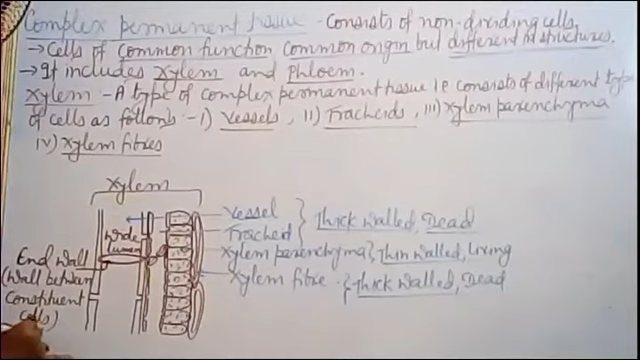 Complex permanent tissue - consists of non-dividing cells.
→ Cells of common function common origin but different in structures.
→ It includes Xylem and Phloem.
Xylem - A type of complex permanent tissue i.e consists of different type
of cells as follows - i) Vessels, ii) Tracheids, iii) Xylem parenchyma
iv) Xylem fibres
Xylem
Vessel
Tracheid
} Thick walled, Dead
Xylem parenchyma } Thin walled, Living
Xylem fibre } Thick walled, Dead
Wide
lumen
End wall
(Wall between
constituent
cells)